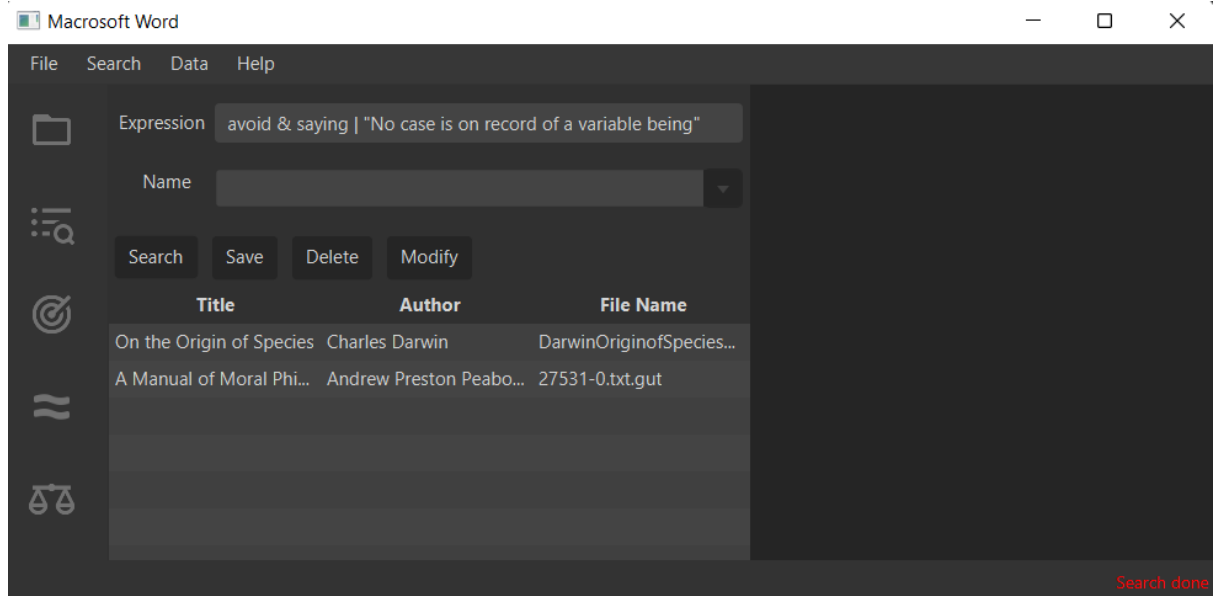 Macrosoft Word
File Search Data Help
Expression avoid & saying | "No case is on record of a variable being"
Name
Search Save Delete Modify
Title Author File Name
On the Origin of Species Charles Darwin DarwinOriginofSpecies...
A Manual of Moral Phi... Andrew Preston Peabo... 27531-0.txt.gut
Search done